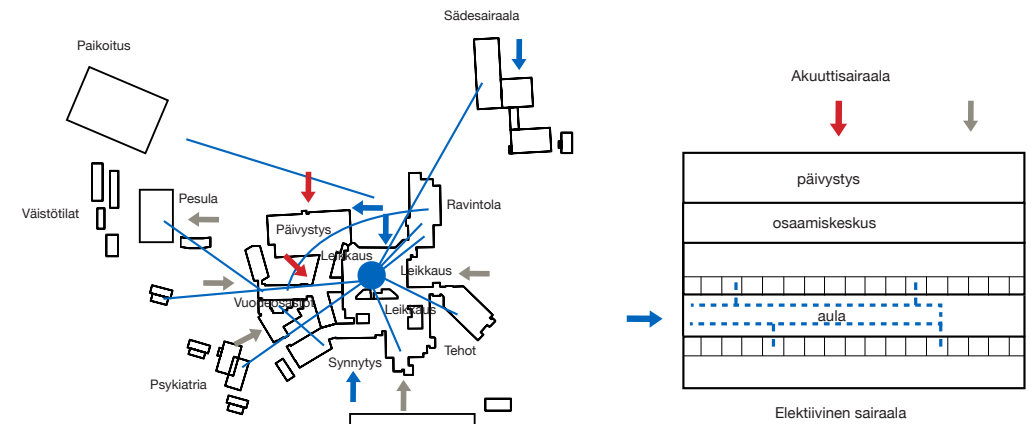 Sädesairaala
Paikoitus
Akuuttisairaala
päivystys
Pesula
Ravintola
Väistötilat
osaamiskeskus
Päivystys
Leikkaus
Leikkaus
Vuodeosastot
Leikkaus
aula
Synnytys
Tehot
Psykiatria
Elektiivinen sairaala